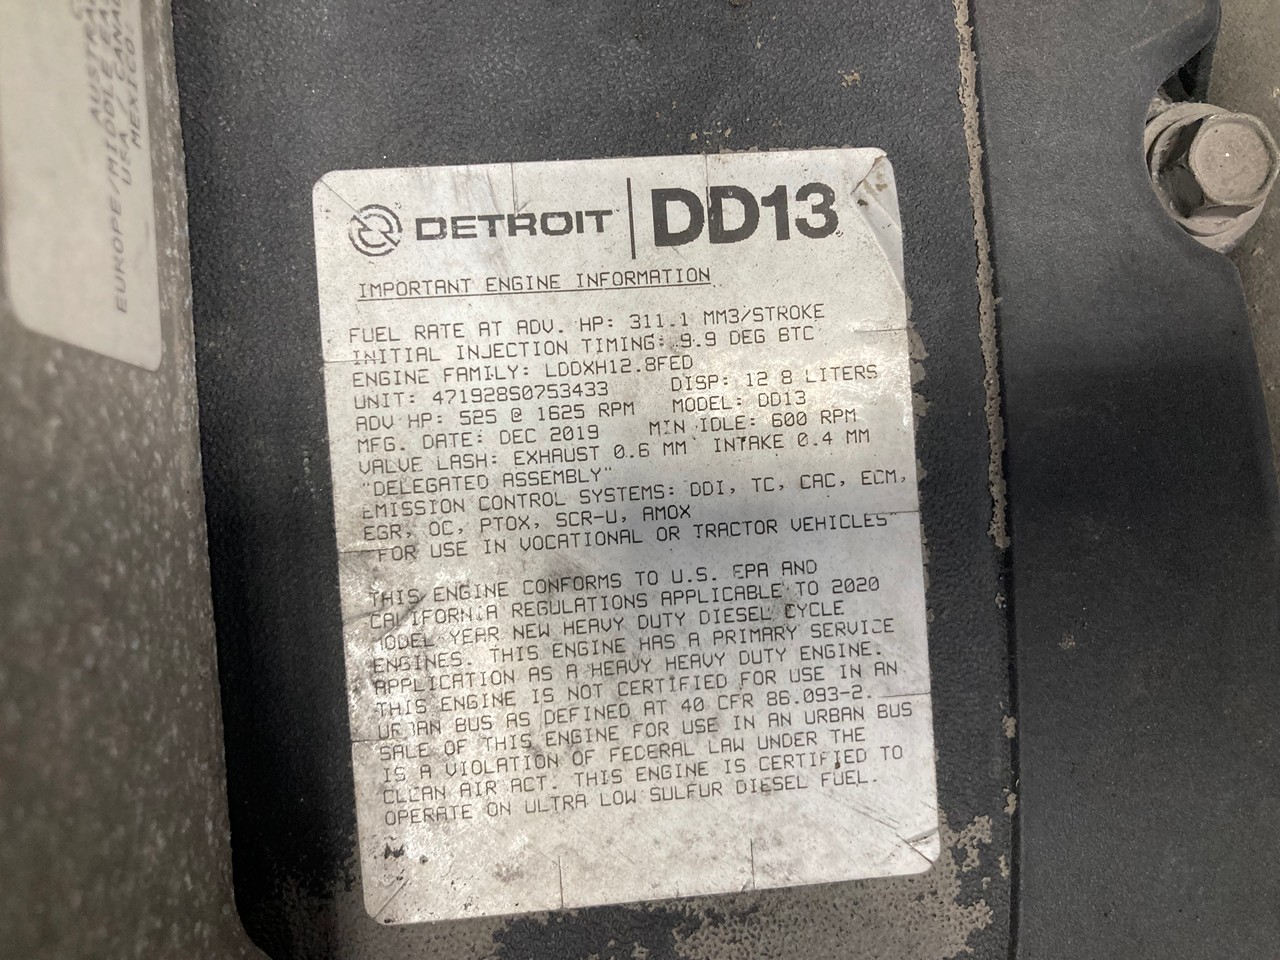 AUSTRA
EUROPE/MIDDLE EAS
USA / CANAD
MEXICO:
DETROIT | DD13
IMPORTANT ENGINE INFORMATION
FUEL RATE AT ADV. HP: 311.1 MM3/STROKE
INITIAL INJECTION TIMING: 9.9 DEG BTC
ENGINE FAMILY: LDDXH12.8FED
UNIT: 471928S0753433 DISP: 12 8 LITERS
ADV HP: 525 @ 1625 RPM MODEL: DD13
MFG. DATE: DEC 2019 MIN IDLE: 600 RPM
VALVE LASH: EXHAUST 0.6 MM INTAKE 0.4 MM
"DELEGATED ASSEMBLY"
EMISSION CONTROL SYSTEMS: DDI, TC, CAC, ECM,
EGR, OC, PTOX, SCR-U, AMOX
FOR USE IN VOCATIONAL OR TRACTOR VEHICLES
THIS ENGINE CONFORMS TO U.S. EPA AND
CALIFORNIA REGULATIONS APPLICABLE TO 2020
MODEL YEAR NEW HEAVY DUTY DIESEL CYCLE
ENGINES. THIS ENGINE HAS A PRIMARY SERVICE
APPLICATION AS A HEAVY HEAVY DUTY ENGINE.
THIS ENGINE IS NOT CERTIFIED FOR USE IN AN
URBAN BUS AS DEFINED AT 40 CFR 86.093-2.
SALE OF THIS ENGINE FOR USE IN AN URBAN BUS
IS A VIOLATION OF FEDERAL LAW UNDER THE
CLEAN AIR ACT. THIS ENGINE IS CERTIFIED TO
OPERATE ON ULTRA LOW SULFUR DIESEL FUEL.